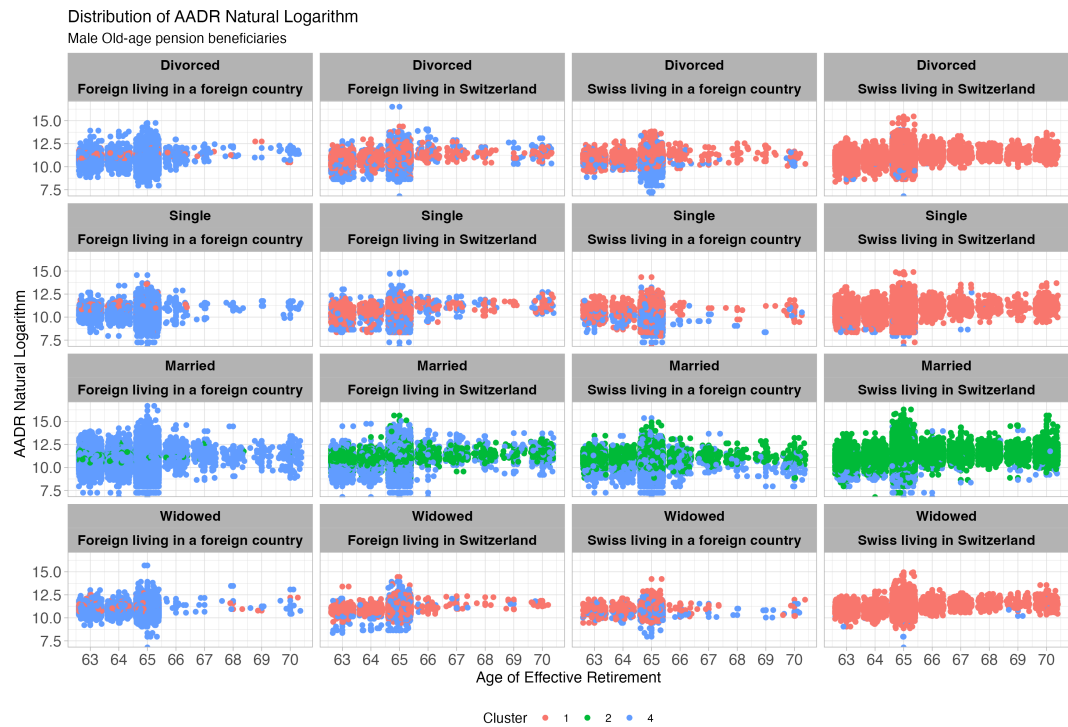 Distribution of AADR Natural Logarithm
Male Old-age pension beneficiaries
Divorced Divorced Divorced Divorced
Foreign living in a foreign country Foreign living in Switzerland Swiss living in a foreign country Swiss living in Switzerland
15.0
12.5
10.0
7.5
Single Single Single Single
Foreign living in a foreign country Foreign living in Switzerland Swiss living in a foreign country Swiss living in Switzerland
15.0
12.5
10.0
7.5
AADR Natural Logarithm
Married Married Married Married
Foreign living in a foreign country Foreign living in Switzerland Swiss living in a foreign country Swiss living in Switzerland
15.0
12.5
10.0
7.5
Widowed Widowed Widowed Widowed
Foreign living in a foreign country Foreign living in Switzerland Swiss living in a foreign country Swiss living in Switzerland
15.0
12.5
10.0
7.5
63 64 65 66 67 68 69 70 63 64 65 66 67 68 69 70 63 64 65 66 67 68 69 70 63 64 65 66 67 68 69 70
Age of Effective Retirement
Cluster 1 2 4